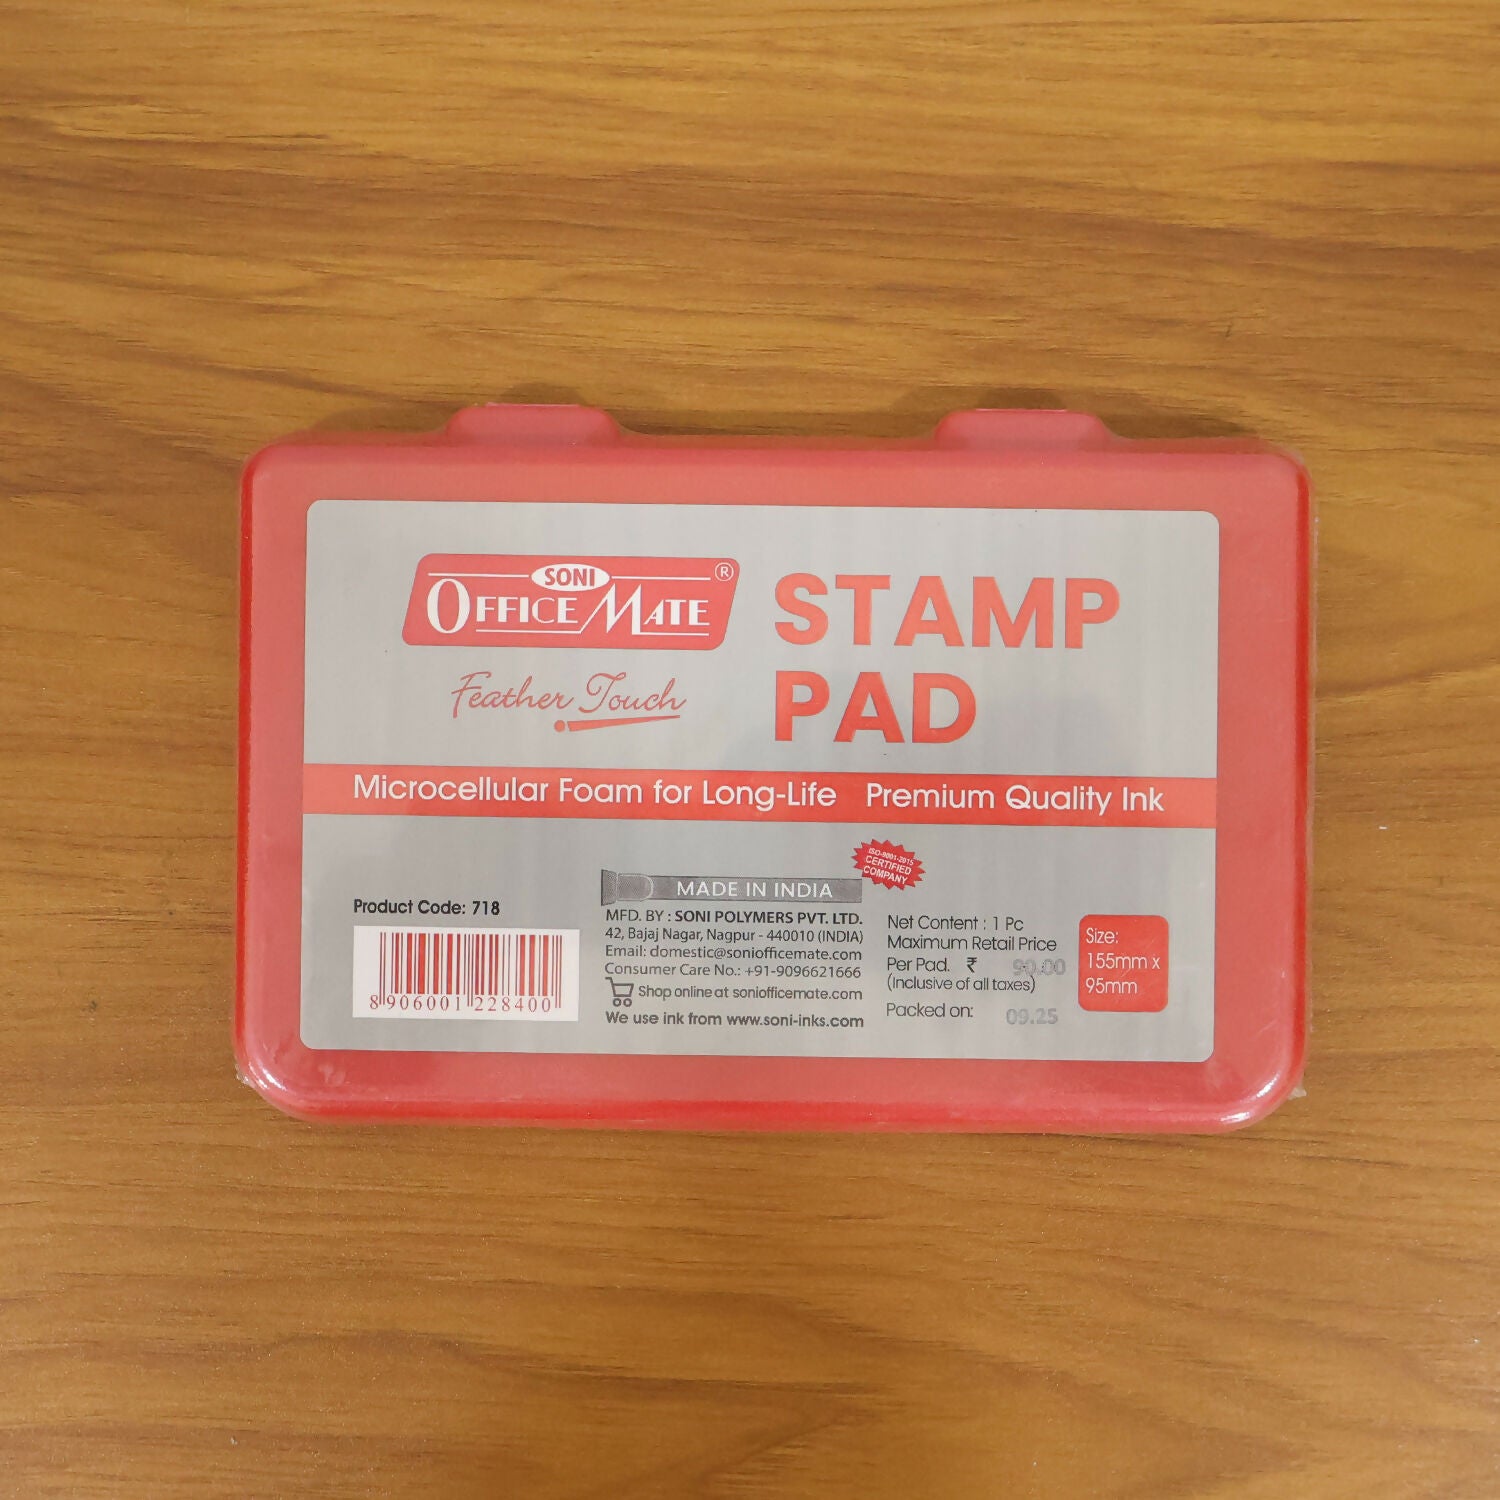 SONI
OFFICE MATE ®
Feather Touch
STAMP
PAD
Microcellular Foam for Long-Life Premium Quality Ink
ISO-9001-2015
CERTIFIED
COMPANY
MADE IN INDIA
Product Code: 718
8 906001 228400
MFD. BY : SONI POLYMERS PVT. LTD.
42, Bajaj Nagar, Nagpur - 440010 (INDIA)
Email: domestic@soniofficemate.com
Consumer Care No.: +91-9096621666
Shop online at soniofficemate.com
We use ink from www.soni-inks.com
Net Content : 1 Pc
Maximum Retail Price
Per Pad. ₹ 90.00
(Inclusive of all taxes)
Packed on: 09.25
Size:
155mm x
95mm